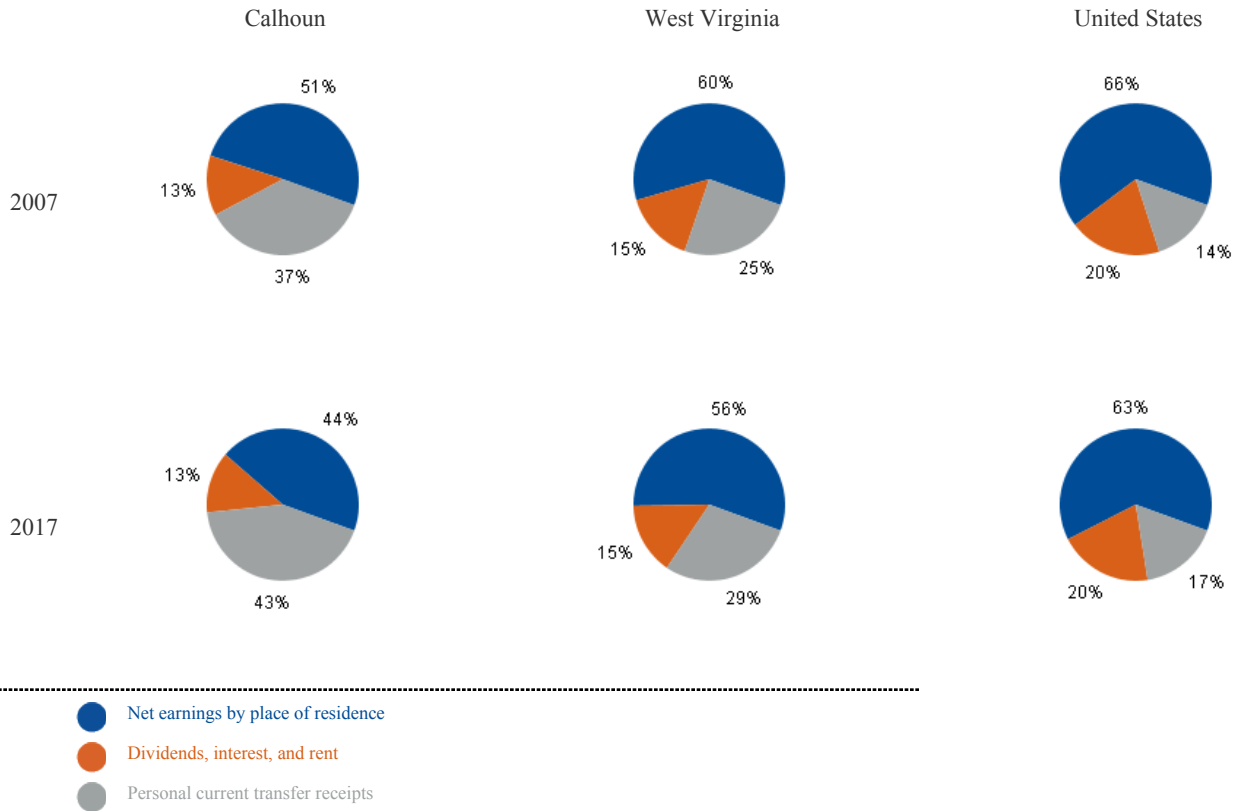 Calhoun West Virginia United States
51% 60% 66%
2007
13% 15% 20% 14%
37% 25%
44% 56% 63%
2017
13% 15% 20% 17%
43% 29%
Net earnings by place of residence
Dividends, interest, and rent
Personal current transfer receipts